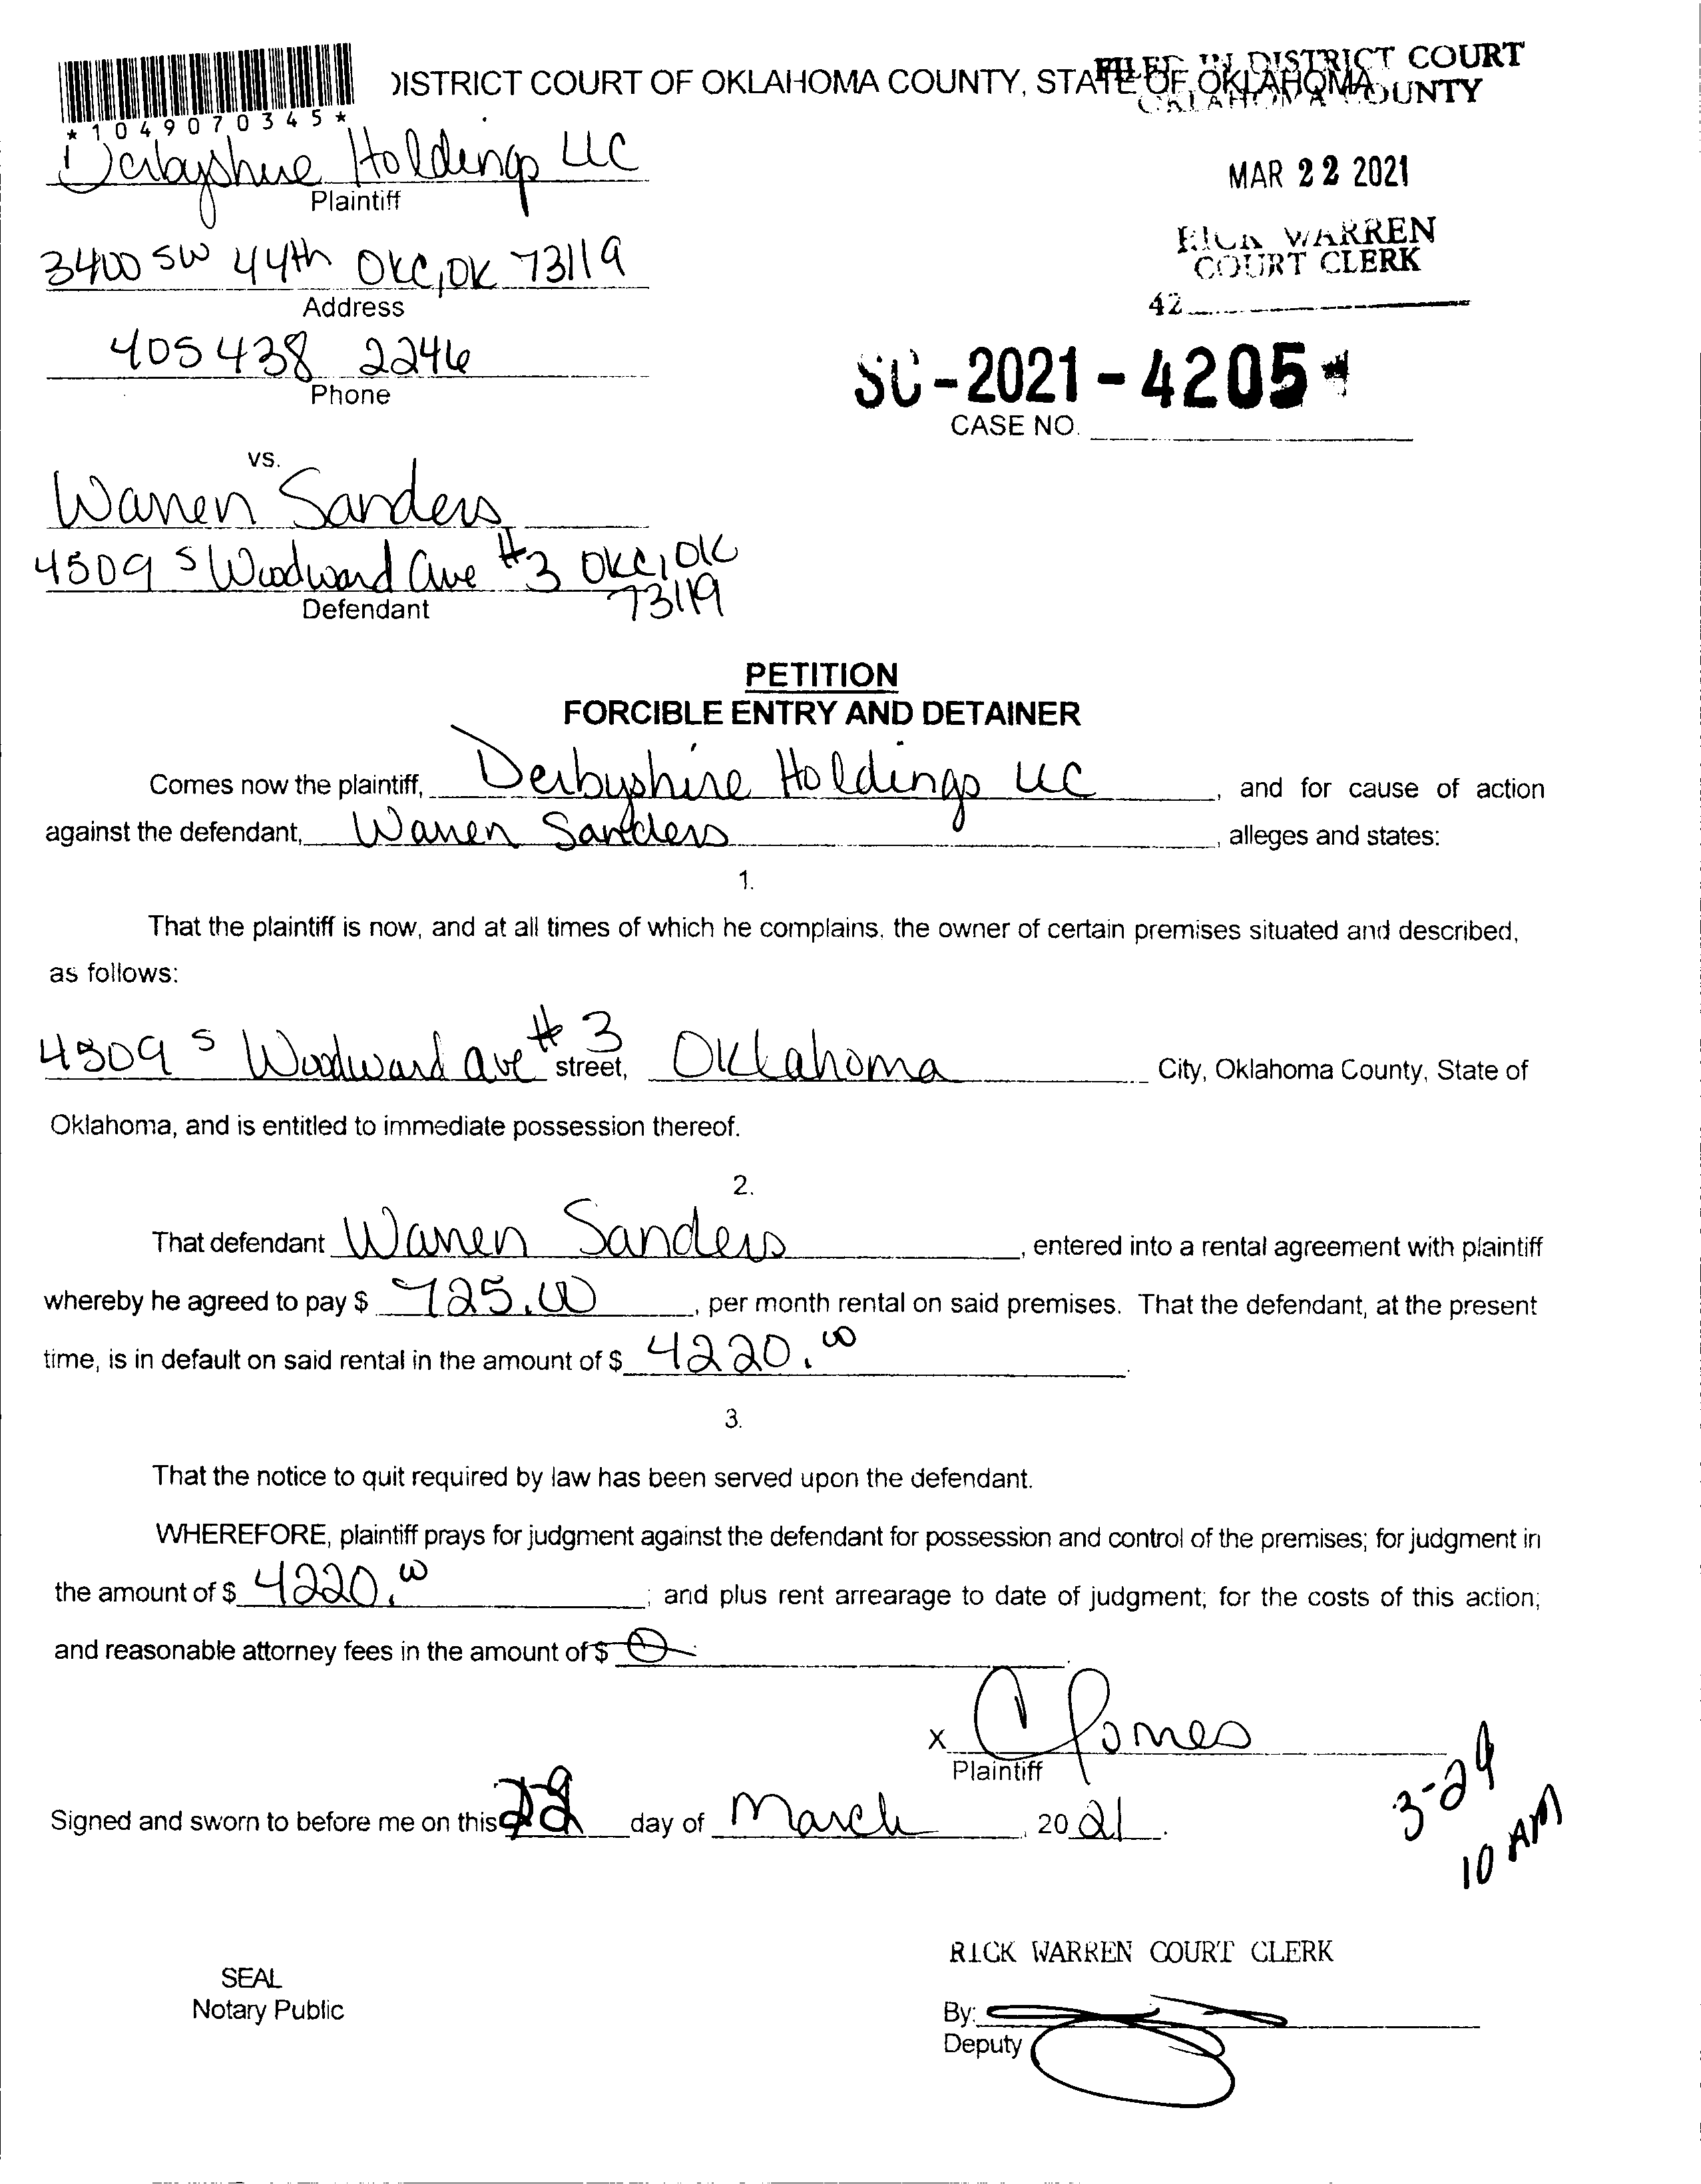 *1049070345*
DISTRICT COURT OF OKLAHOMA COUNTY, STATE OF OKLAHOMA
FILED IN DISTRICT COURT
OKLAHOMA COUNTY
MAR 22 2021
RICK WARREN
COURT CLERK
42
Derbyshire Holdings LLC
Plaintiff
3400 SW 44th OKC, OK 73119
Address
405 438 2246
Phone
SC-2021-4205
CASE NO.
vs.
Warren Sanders
4509 S Woodward Ave #3 OKC, OK
73119
Defendant
PETITION
FORCIBLE ENTRY AND DETAINER
Comes now the plaintiff, Derbyshire Holdings LLC, and for cause of action
against the defendant, Warren Sanders, alleges and states:
1.
That the plaintiff is now, and at all times of which he complains, the owner of certain premises situated and described,
as follows:
4509 S Woodward Ave #3 street, Oklahoma City, Oklahoma County, State of
Oklahoma, and is entitled to immediate possession thereof.
2.
That defendant Warren Sanders, entered into a rental agreement with plaintiff
whereby he agreed to pay $ 725.00, per month rental on said premises. That the defendant, at the present
time, is in default on said rental in the amount of $ 4220.00.
3.
That the notice to quit required by law has been served upon the defendant.
WHEREFORE, plaintiff prays for judgment against the defendant for possession and control of the premises; for judgment in
the amount of $ 4220.00; and plus rent arrearage to date of judgment; for the costs of this action;
and reasonable attorney fees in the amount of $ 0.
X C Jones
Plaintiff
Signed and sworn to before me on this 22 day of March, 2021.
3-29
10 AM
RICK WARREN COURT CLERK
SEAL
Notary Public
By:
Deputy